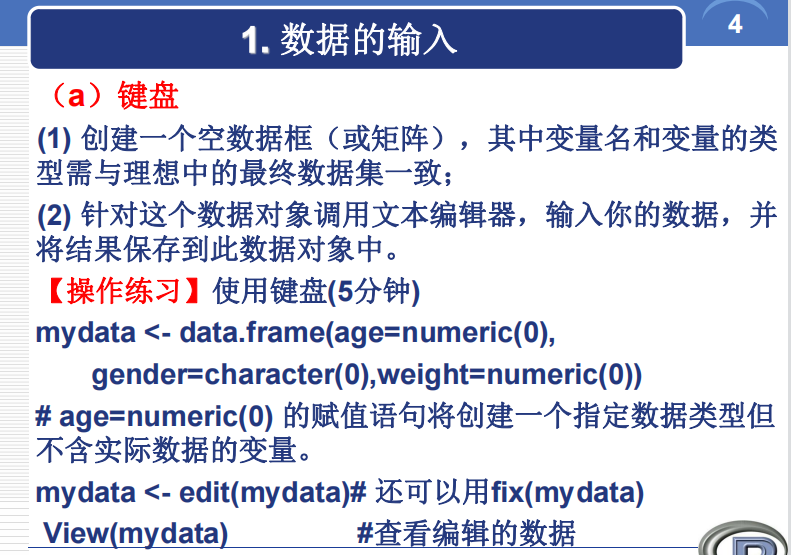 4
1. 数据的输入
（a）键盘
(1) 创建一个空数据框（或矩阵），其中变量名和变量的类
型需与理想中的最终数据集一致；
(2) 针对这个数据对象调用文本编辑器，输入你的数据，并
将结果保存到此数据对象中。
【操作练习】使用键盘(5分钟)
mydata <- data.frame(age=numeric(0),
gender=character(0),weight=numeric(0))
# age=numeric(0) 的赋值语句将创建一个指定数据类型但
不含实际数据的变量。
mydata <- edit(mydata)# 还可以用fix(mydata)
View(mydata) #查看编辑的数据
R